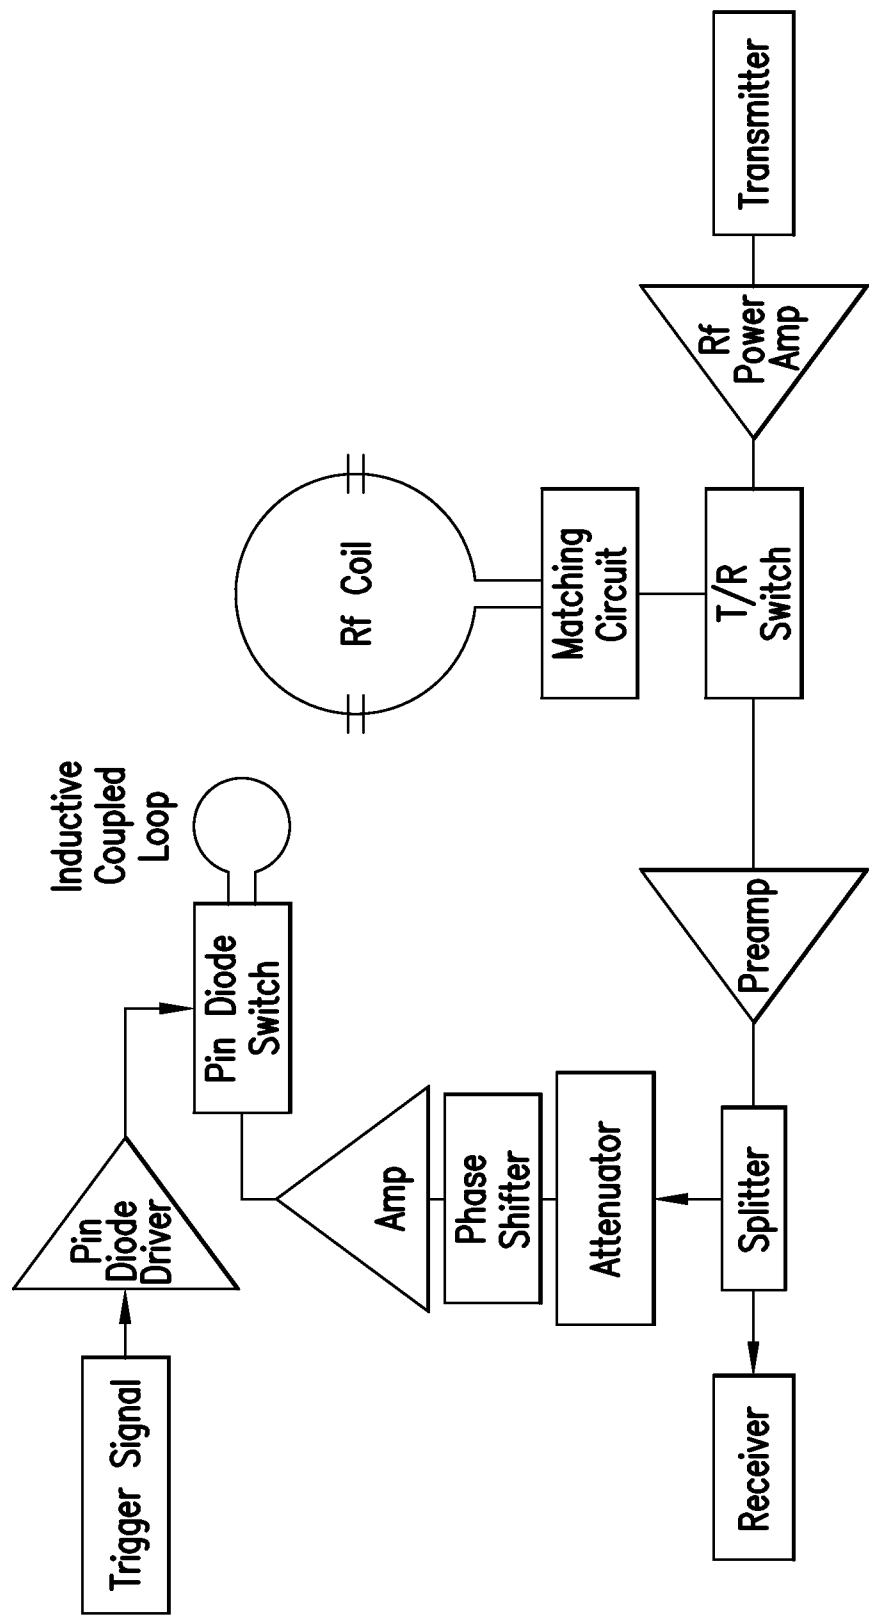 Trigger Signal
Pin
Diode
Driver
Inductive
Coupled
Loop
Pin Diode
Switch
Rf Coil
Amp
Phase
Shifter
Attenuator
Matching
Circuit
Receiver
Splitter
Preamp
T/R
Switch
Rf
Power
Amp
Transmitter